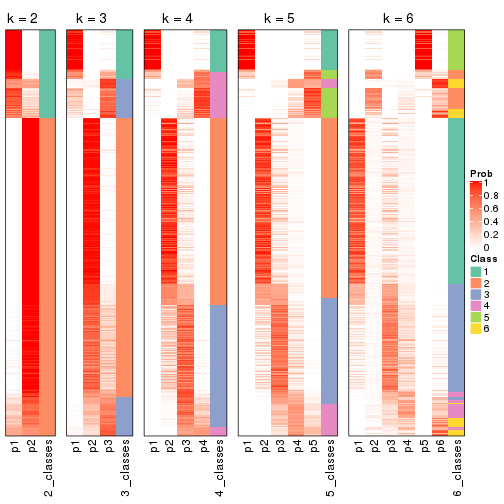 k = 2
k = 3
k = 4
k = 5
k = 6
Prob
1
0.8
0.6
0.4
0.2
0
Class
1
2
3
4
5
6
p1
p2
2_classes
p1
p2
p3
3_classes
p1
p2
p3
p4
4_classes
p1
p2
p3
p4
p5
5_classes
p1
p2
p3
p4
p5
p6
6_classes